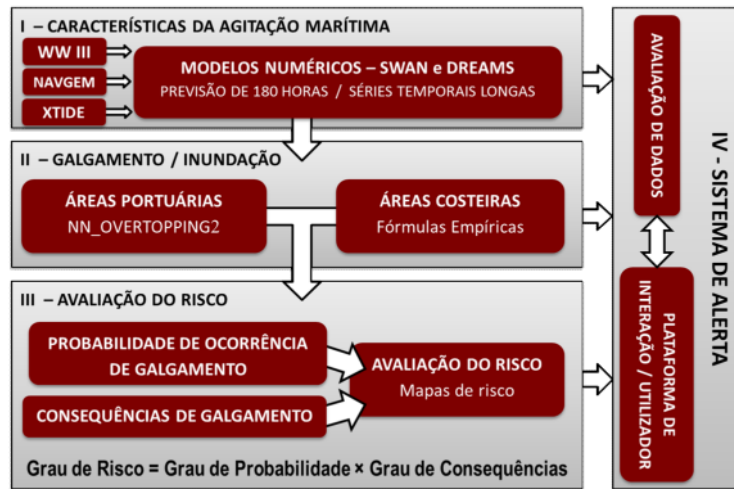 I – CARACTERÍSTICAS DA AGITAÇÃO MARÍTIMA
WW III
NAVGEM
XTIDE
MODELOS NUMÉRICOS – SWAN e DREAMS
PREVISÃO DE 180 HORAS / SÉRIES TEMPORAIS LONGAS
II – GALGAMENTO / INUNDAÇÃO
ÁREAS PORTUÁRIAS
NN_OVERTOPPING2
ÁREAS COSTEIRAS
Fórmulas Empíricas
III – AVALIAÇÃO DO RISCO
PROBABILIDADE DE OCORRÊNCIA
DE GALGAMENTO
CONSEQUÊNCIAS DE GALGAMENTO
AVALIAÇÃO DO RISCO
Mapas de risco
Grau de Risco = Grau de Probabilidade × Grau de Consequências
AVALIAÇÃO DE DADOS
PLATAFORMA DE
INTERAÇÃO / UTILIZADOR
IV - SISTEMA DE ALERTA